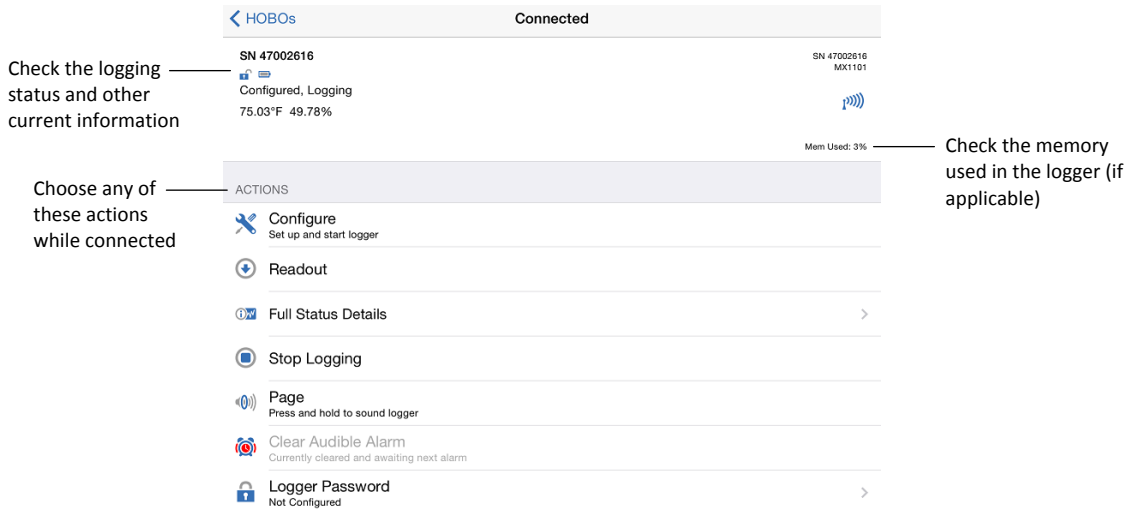 HOBOs
Connected
SN 47002616
SN 47002616
MX1101
Configured, Logging
75.03°F 49.78%
Mem Used: 3%
Check the logging
status and other
current information
Check the memory
used in the logger (if
applicable)
Choose any of
these actions
while connected
ACTIONS
Configure
Set up and start logger
Readout
Full Status Details
Stop Logging
Page
Press and hold to sound logger
Clear Audible Alarm
Currently cleared and awaiting next alarm
Logger Password
Not Configured